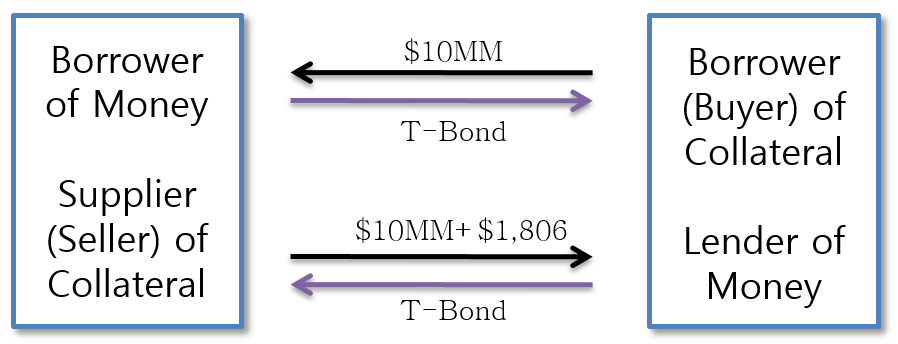 Borrower
of Money
Supplier
(Seller) of
Collateral
$10MM
T-Bond
$10MM+ $1,806
T-Bond
Borrower
(Buyer) of
Collateral
Lender of
Money